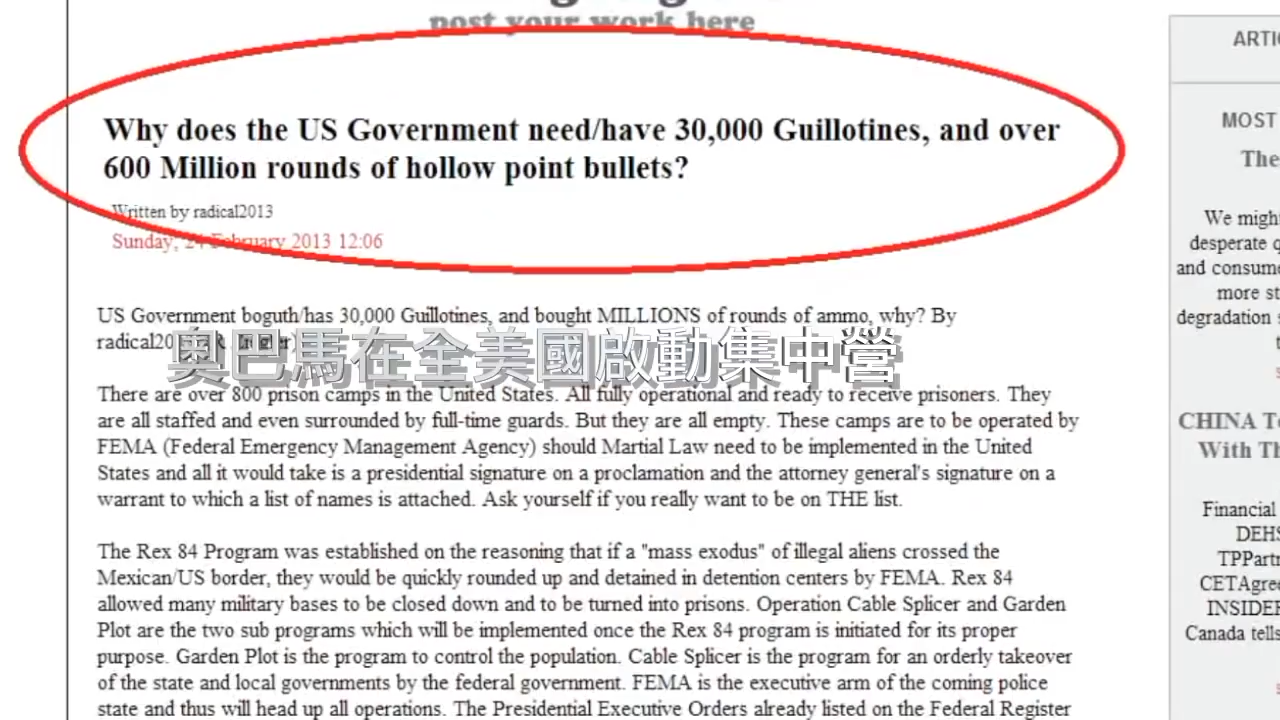 post your work here
Why does the US Government need/have 30,000 Guillotines, and over
600 Million rounds of hollow point bullets?
Written by radical2013
Sunday, 24 February 2013 12:06
US Government boguth/has 30,000 Guillotines, and bought MILLIONS of rounds of ammo, why? By
奧巴馬在全美國啟動集中營
There are over 800 prison camps in the United States. All fully operational and ready to receive prisoners. They
are all staffed and even surrounded by full-time guards. But they are all empty. These camps are to be operated by
FEMA (Federal Emergency Management Agency) should Martial Law need to be implemented in the United
States and all it would take is a presidential signature on a proclamation and the attorney general's signature on a
warrant to which a list of names is attached. Ask yourself if you really want to be on THE list.
The Rex 84 Program was established on the reasoning that if a "mass exodus" of illegal aliens crossed the
Mexican/US border, they would be quickly rounded up and detained in detention centers by FEMA. Rex 84
allowed many military bases to be closed down and to be turned into prisons. Operation Cable Splicer and Garden
Plot are the two sub programs which will be implemented once the Rex 84 program is initiated for its proper
purpose. Garden Plot is the program to control the population. Cable Splicer is the program for an orderly takeover
of the state and local governments by the federal government. FEMA is the executive arm of the coming police
state and thus will head up all operations. The Presidential Executive Orders already listed on the Federal Register
MOST
The
We
desperate
and
more
degradation
CHINA
With
Financial
Canada tells